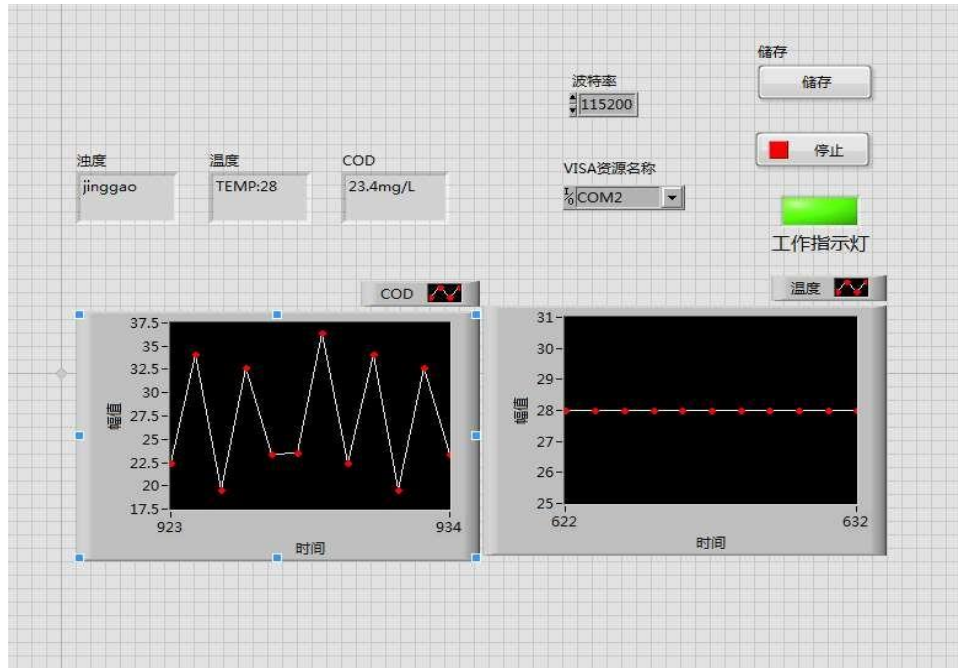 储存
储存
波特率
115200
停止
浊度
温度
COD
VISA资源名称
jinggao
TEMP:28
23.4mg/L
I/O COM2
工作指示灯
COD
温度
37.5
35
32.5
30
27.5
25
22.5
20
17.5
幅值
923
934
时间
31
30
29
28
27
26
25
幅值
622
632
时间